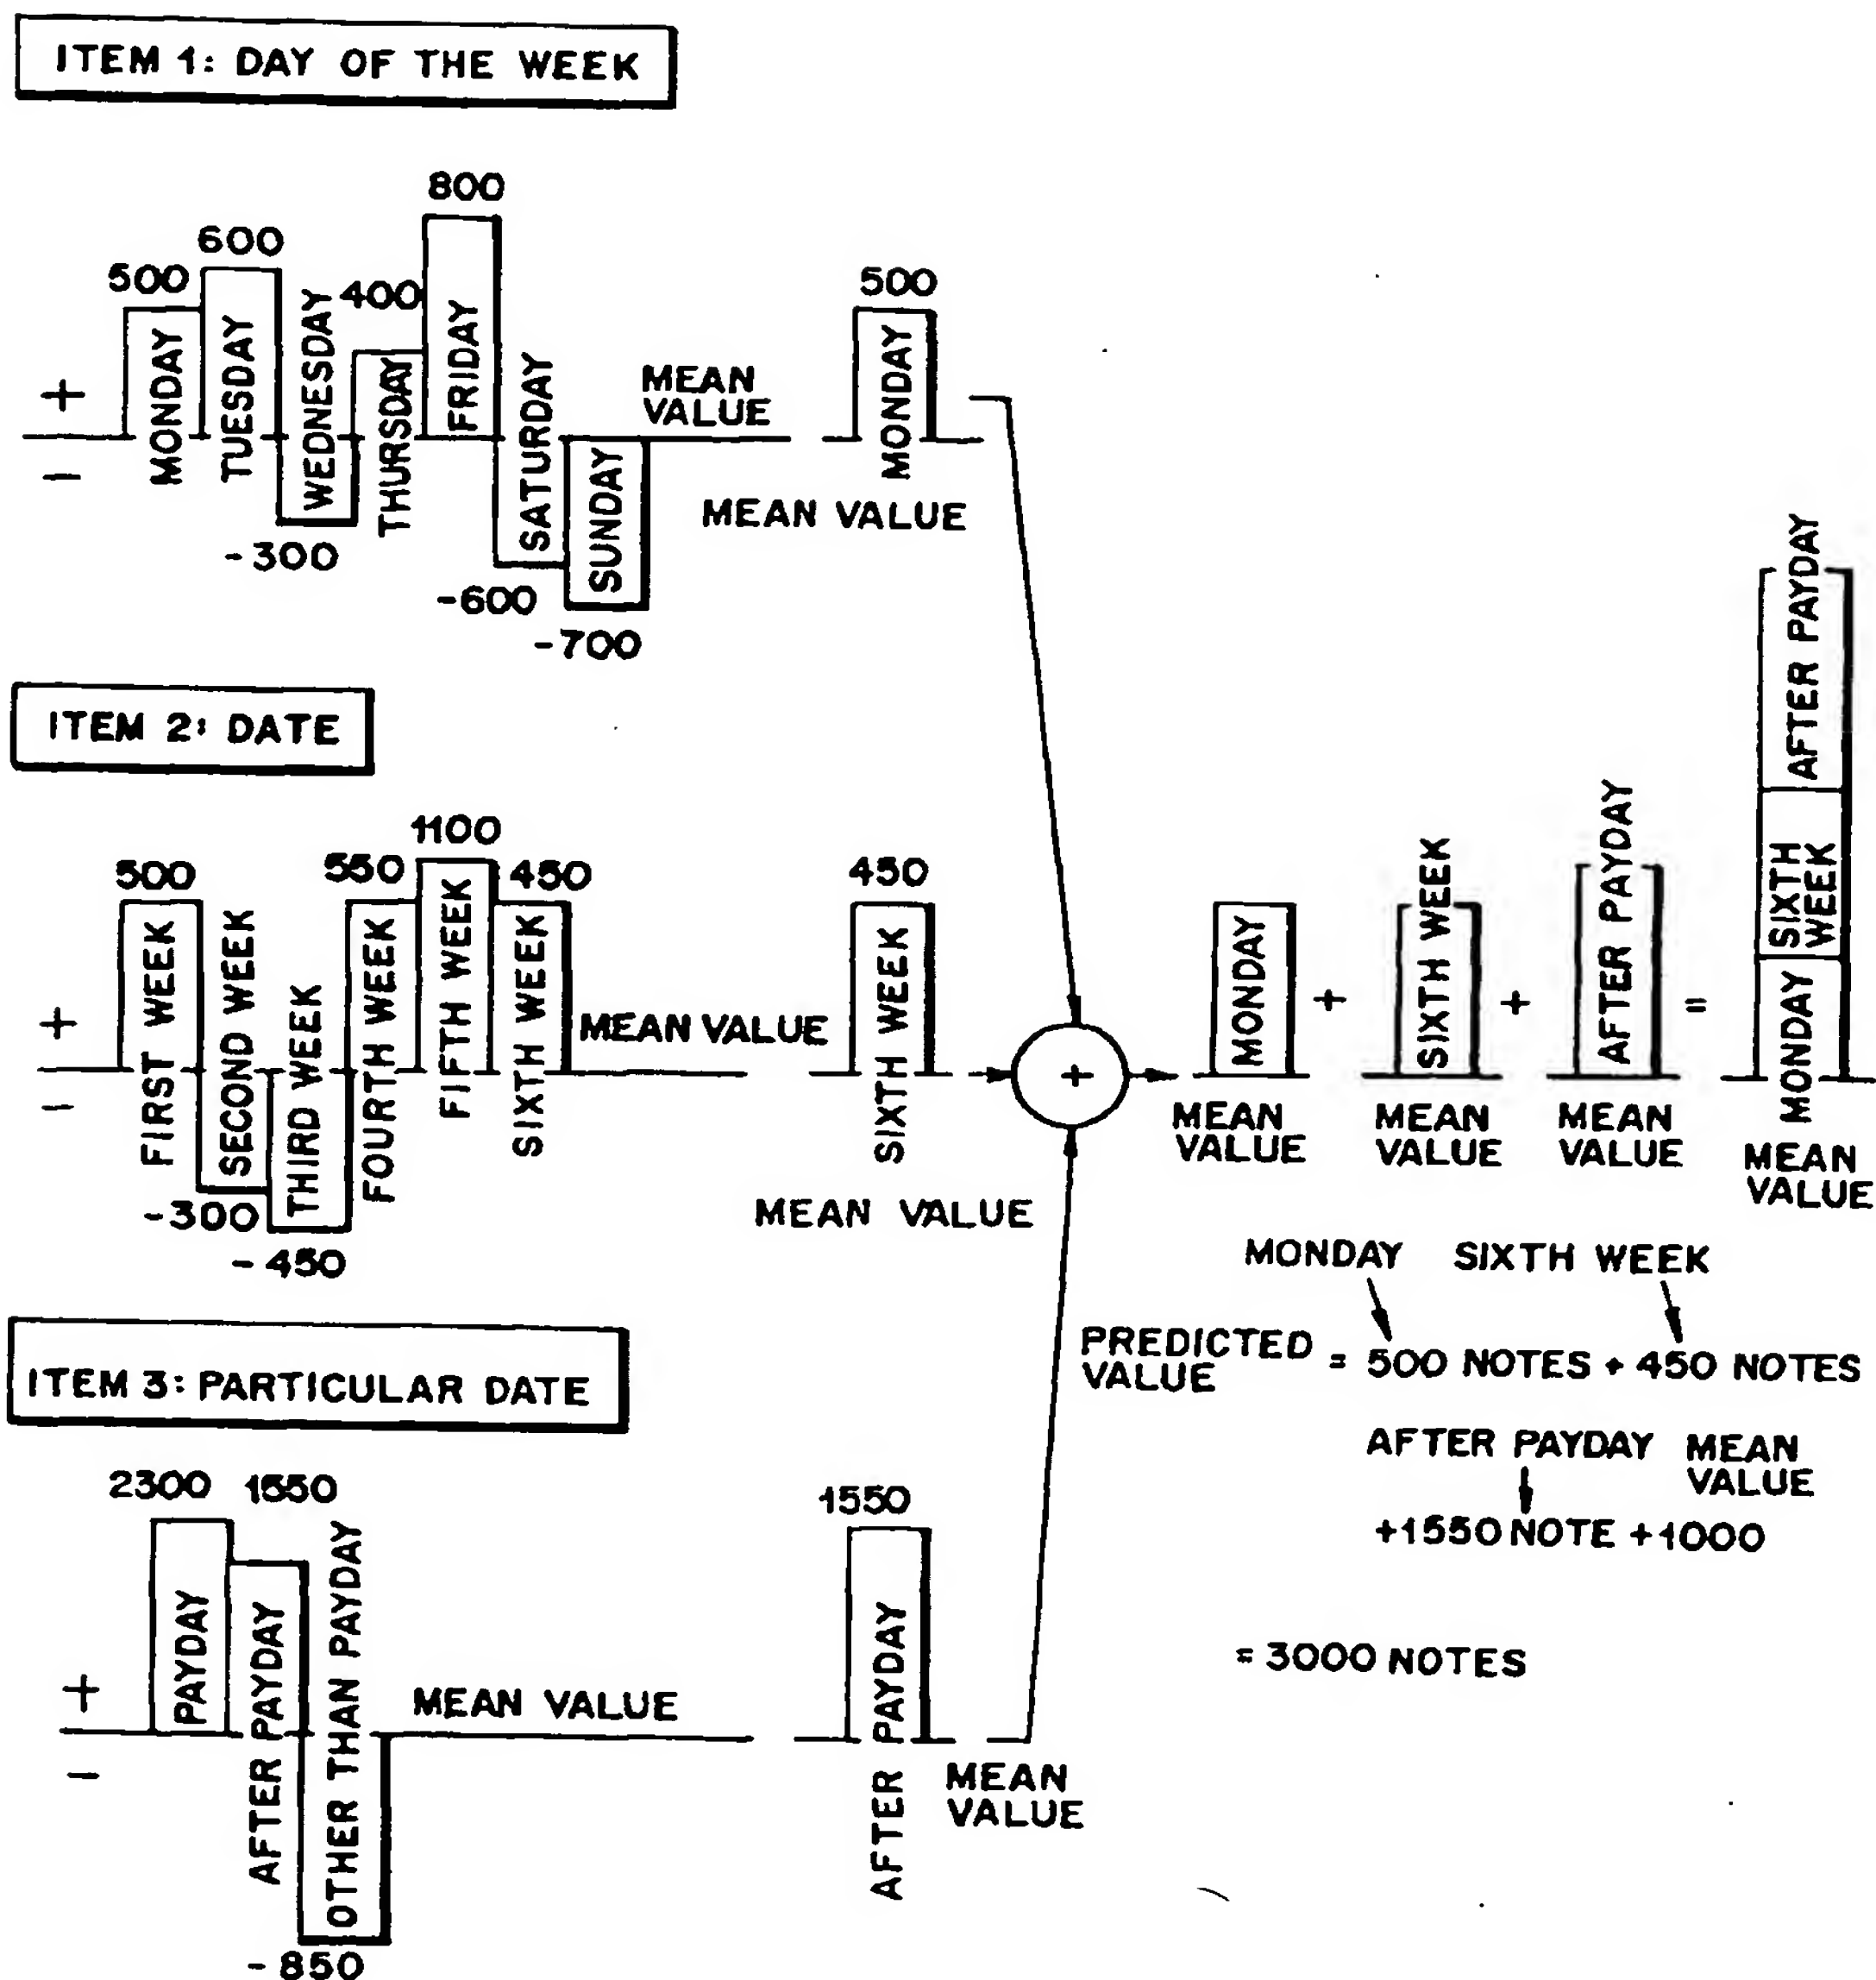 ITEM 1: DAY OF THE WEEK
800
600
500
400
MONDAY
TUESDAY
WEDNESDAY
THURSDAY
FRIDAY
SATURDAY
SUNDAY
+
-
-300
-600
-700
MEAN
VALUE
500
MONDAY
MEAN VALUE
ITEM 2: DATE
500
550
1100
450
FIRST WEEK
SECOND WEEK
THIRD WEEK
FOURTH WEEK
FIFTH WEEK
SIXTH WEEK
+
-
-300
-450
MEAN VALUE
450
SIXTH WEEK
MEAN VALUE
ITEM 3: PARTICULAR DATE
2300
1550
PAYDAY
AFTER PAYDAY
OTHER THAN PAYDAY
+
-
-850
MEAN VALUE
1550
AFTER PAYDAY
MEAN
VALUE
+
MONDAY
MEAN
VALUE
+
SIXTH WEEK
MEAN
VALUE
+
AFTER PAYDAY
MEAN
VALUE
=
AFTER PAYDAY
SIXTH
WEEK
MONDAY
MEAN
VALUE
MONDAY SIXTH WEEK
PREDICTED
VALUE
= 500 NOTES + 450 NOTES
AFTER PAYDAY MEAN
VALUE
+1550 NOTE +1000
= 3000 NOTES